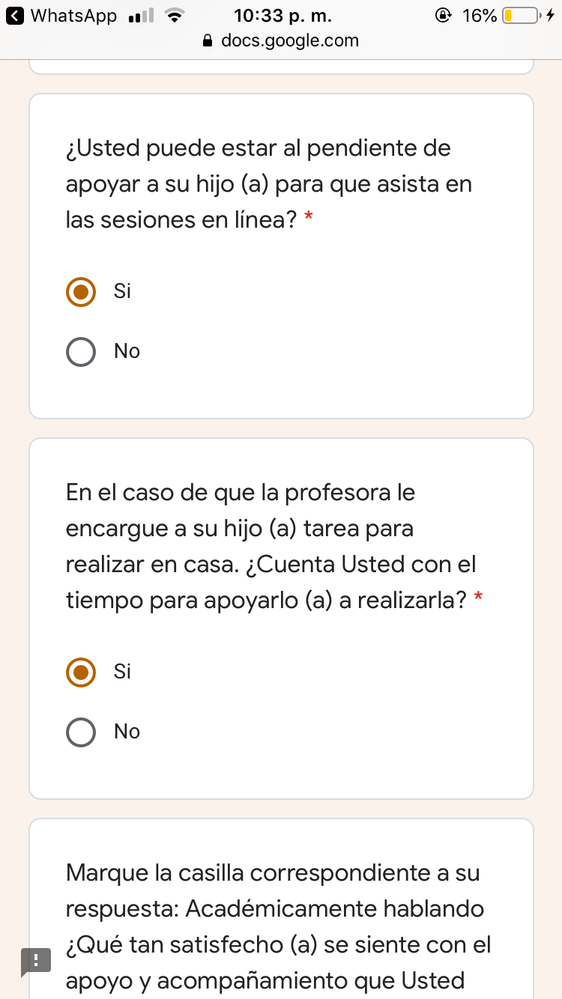 WhatsApp 10:33 p. m. 16%
docs.google.com
¿Usted puede estar al pendiente de
apoyar a su hijo (a) para que asista en
las sesiones en línea? *
Si
No
En el caso de que la profesora le
encargue a su hijo (a) tarea para
realizar en casa. ¿Cuenta Usted con el
tiempo para apoyarlo (a) a realizarla? *
Si
No
Marque la casilla correspondiente a su
respuesta: Académicamente hablando
¿Qué tan satisfecho (a) se siente con el
apoyo y acompañamiento que Usted